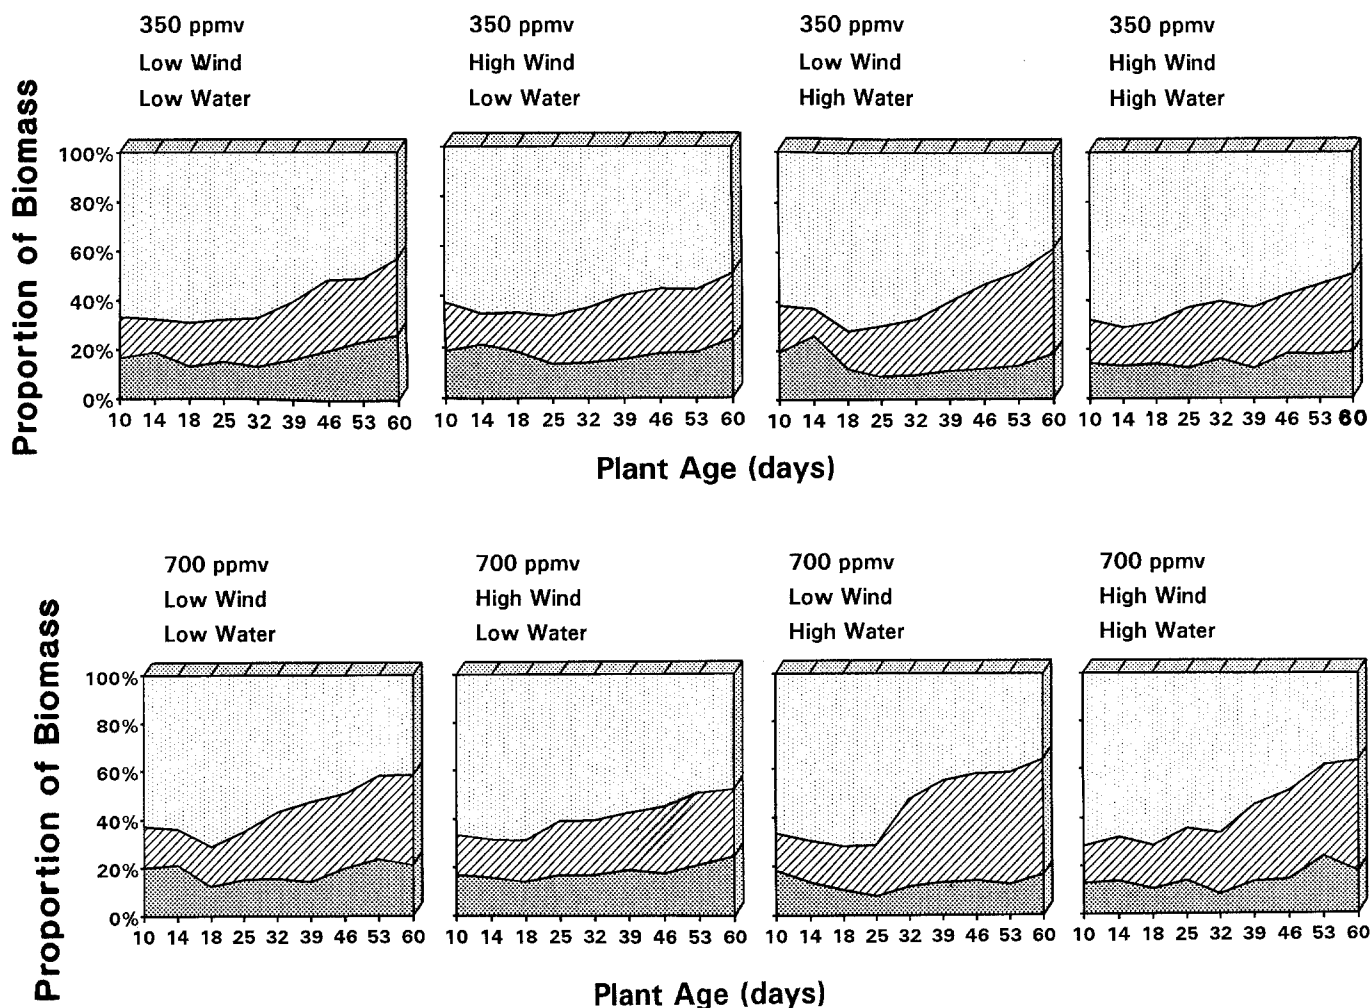 350 ppmv
Low Wind
Low Water
350 ppmv
High Wind
Low Water
350 ppmv
Low Wind
High Water
350 ppmv
High Wind
High Water
Proportion of Biomass
100%
80%
60%
40%
20%
0%
10 14 18 25 32 39 46 53 60
10 14 18 25 32 39 46 53 60
10 14 18 25 32 39 46 53 60
10 14 18 25 32 39 46 53 60
Plant Age (days)
700 ppmv
Low Wind
Low Water
700 ppmv
High Wind
Low Water
700 ppmv
Low Wind
High Water
700 ppmv
High Wind
High Water
Proportion of Biomass
100%
80%
60%
40%
20%
0%
10 14 18 25 32 39 46 53 60
10 14 18 25 32 39 46 53 60
10 14 18 25 32 39 46 53 60
10 14 18 25 32 39 46 53 60
Plant Age (days)